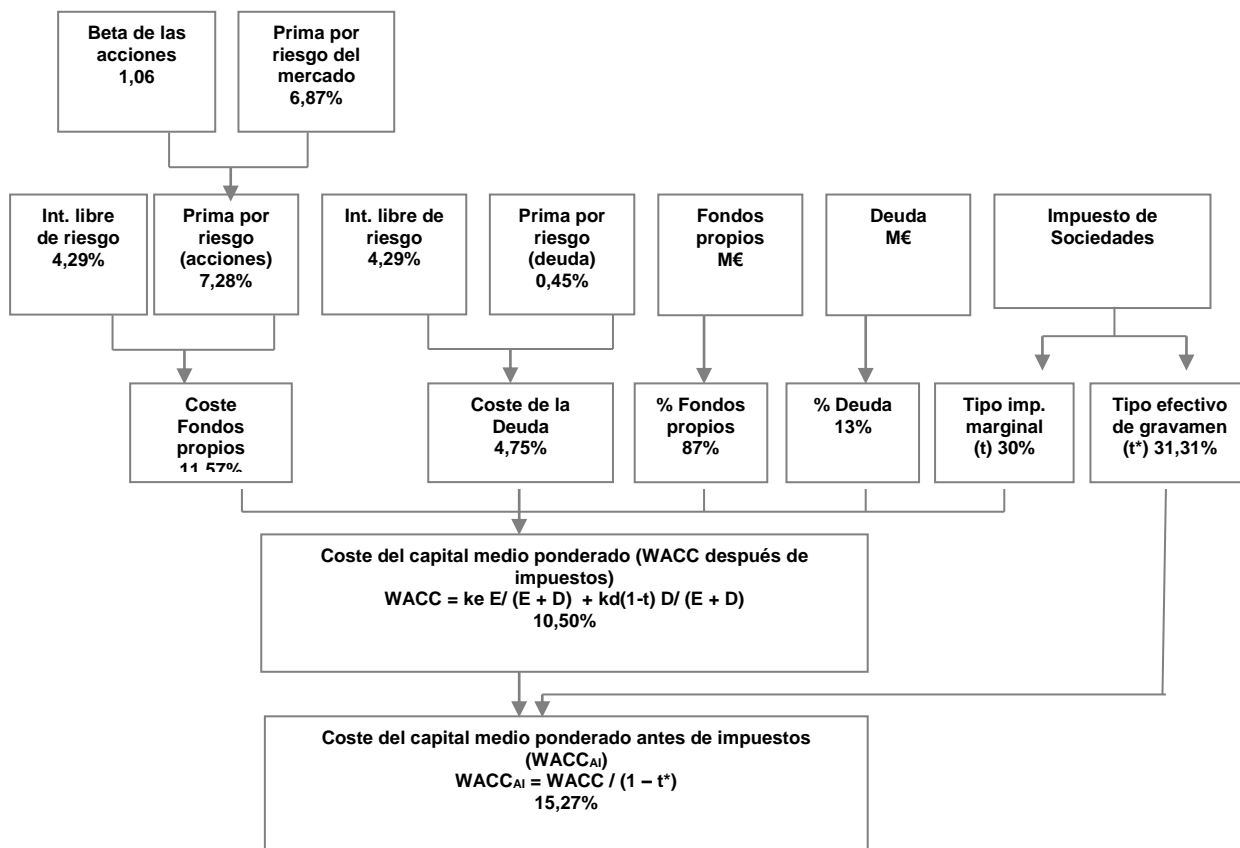 Beta de las
acciones
1,06
Prima por
riesgo del
mercado
6,87%
Int. libre
de riesgo
4,29%
Prima por
riesgo
(acciones)
7,28%
Int. libre de
riesgo
4,29%
Prima por
riesgo
(deuda)
0,45%
Fondos
propios
M€
Deuda
M€
Impuesto de
Sociedades
Coste
Fondos
propios
11,57%
Coste de la
Deuda
4,75%
% Fondos
propios
87%
% Deuda
13%
Tipo imp.
marginal
(t) 30%
Tipo efectivo
de gravamen
(t*) 31,31%
Coste del capital medio ponderado (WACC después de
impuestos)
WACC = ke E/ (E + D) + kd(1-t) D/ (E + D)
10,50%
Coste del capital medio ponderado antes de impuestos
(WACCAI)
WACCAI = WACC / (1 – t*)
15,27%